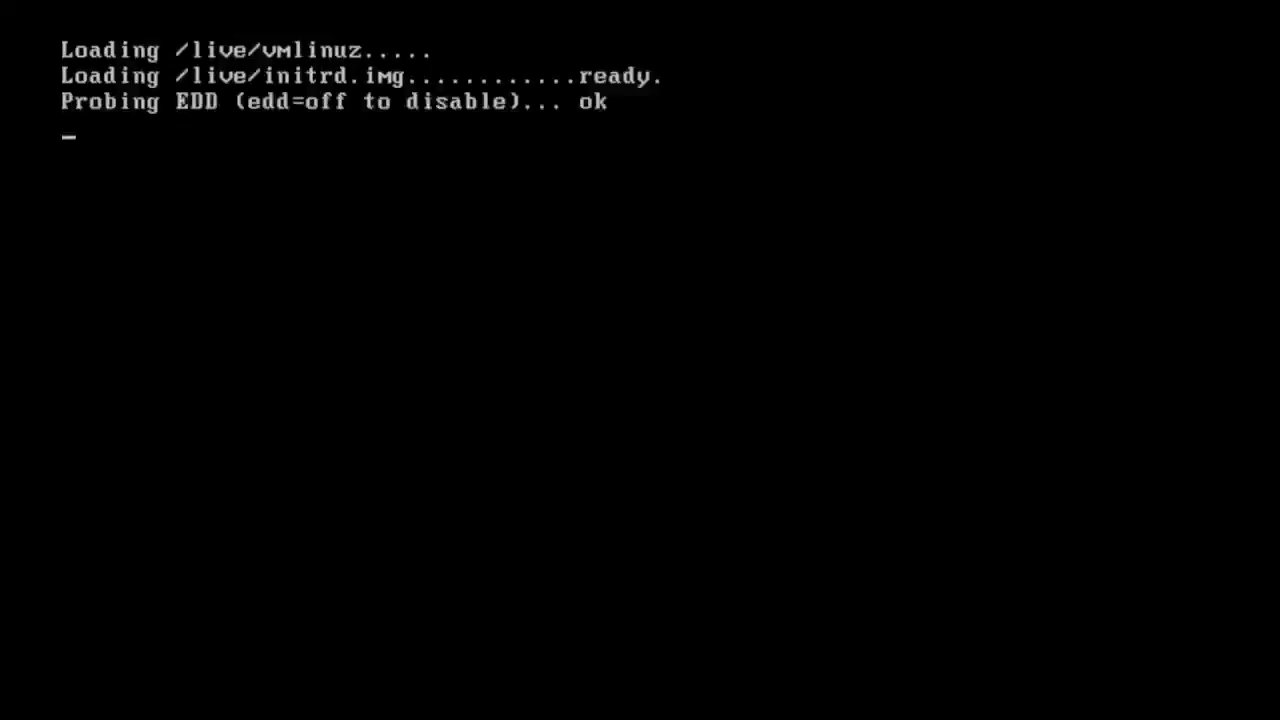 Loading /live/vmlinuz.....
Loading /live/initrd.img............ready.
Probing EDD (edd=off to disable)... ok
_